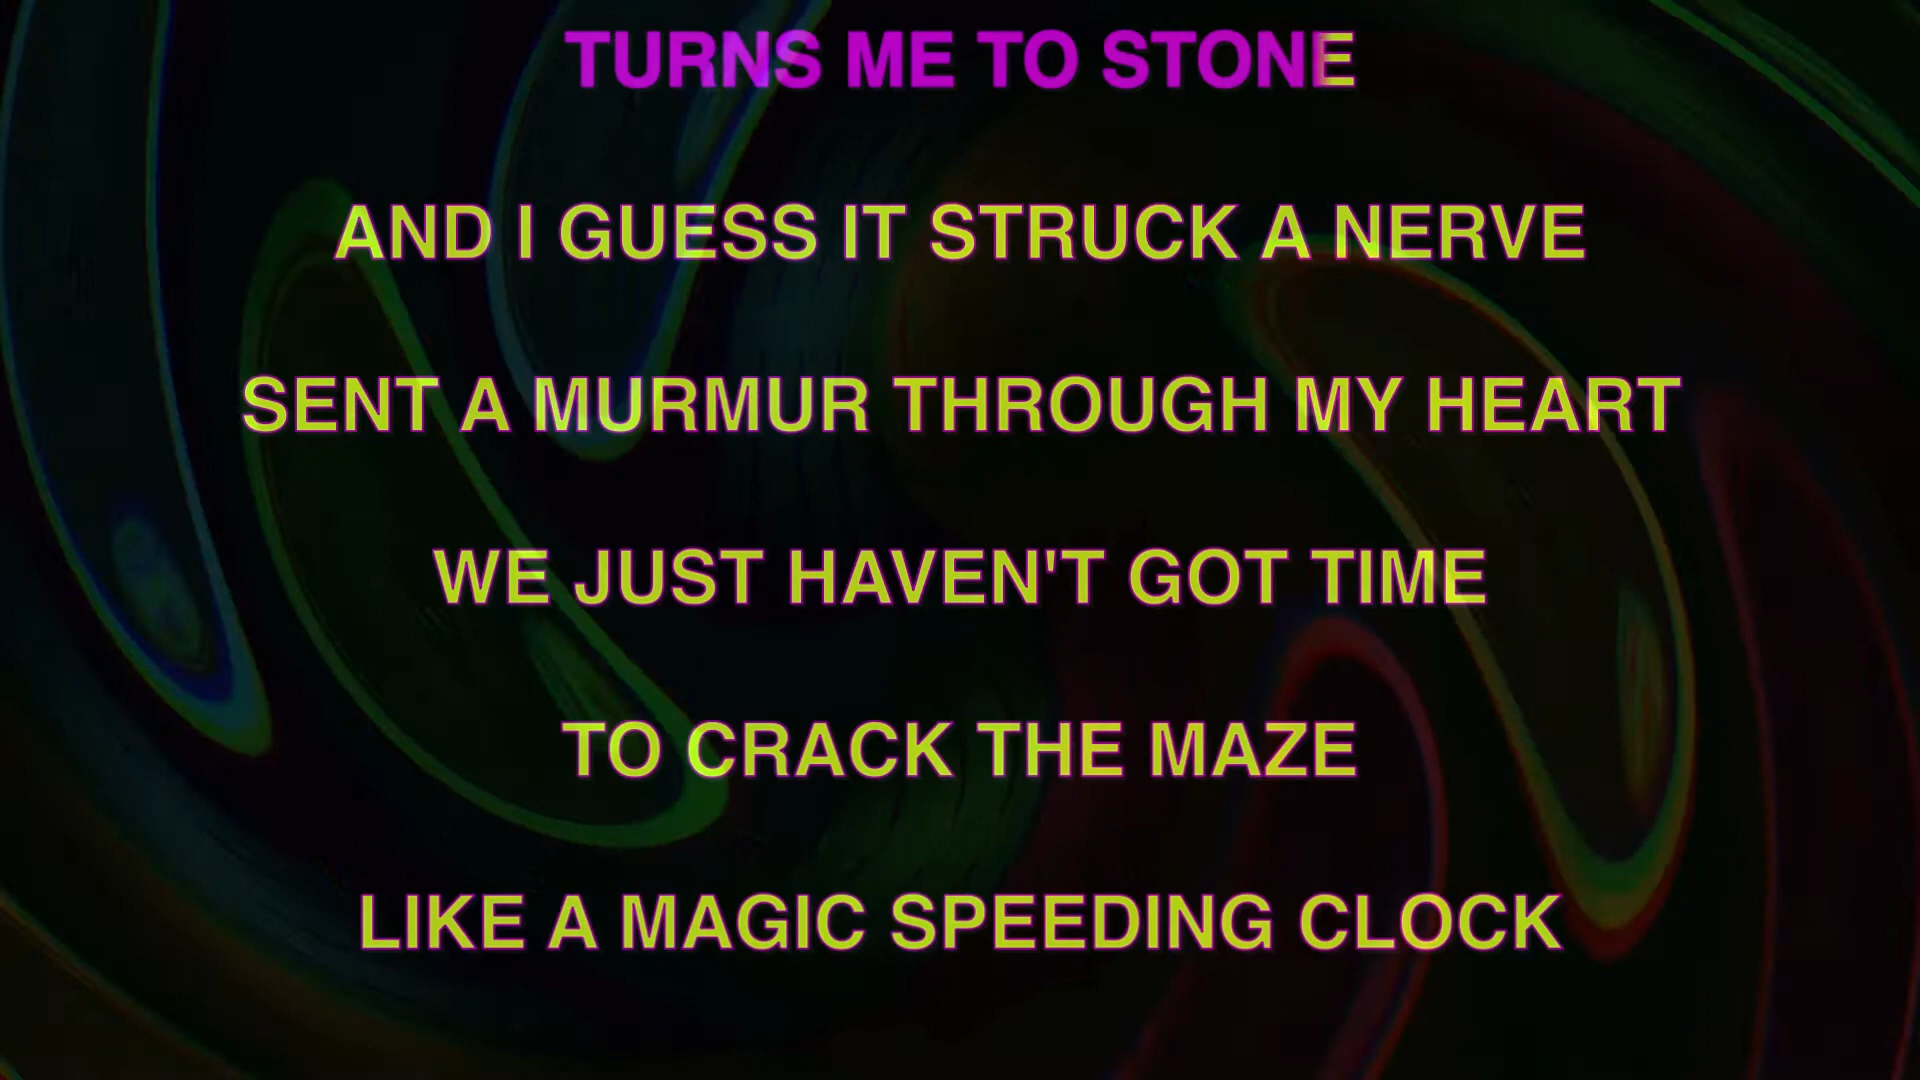 TURNS ME TO STONE
AND I GUESS IT STRUCK A NERVE
SENT A MURMUR THROUGH MY HEART
WE JUST HAVEN'T GOT TIME
TO CRACK THE MAZE
LIKE A MAGIC SPEEDING CLOCK